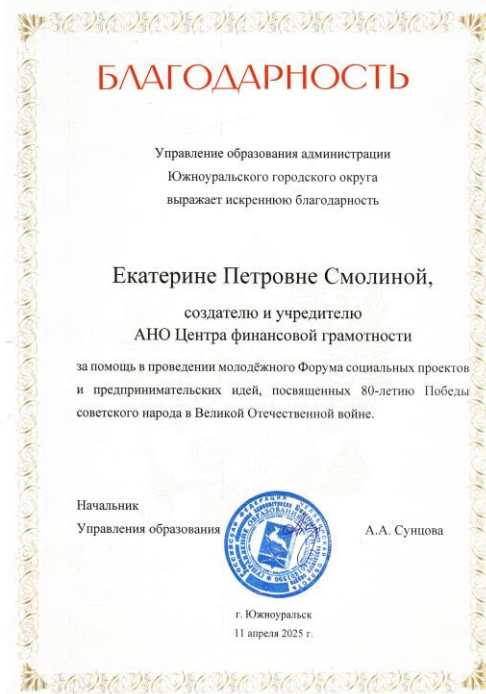 БЛАГОДАРНОСТЬ
Управление образования администрации
Южноуральского городского округа
выражает искреннюю благодарность
Екатерине Петровне Смолиной,
создателю и учредителю
АНО Центра финансовой грамотности
за помощь в проведении молодёжного Форума социальных проектов
и предпринимательских идей, посвященных 80-летию Победы
советского народа в Великой Отечественной войне.
Начальник
Управления образования
А.А. Сунцова
г. Южноуральск
11 апреля 2025 г.